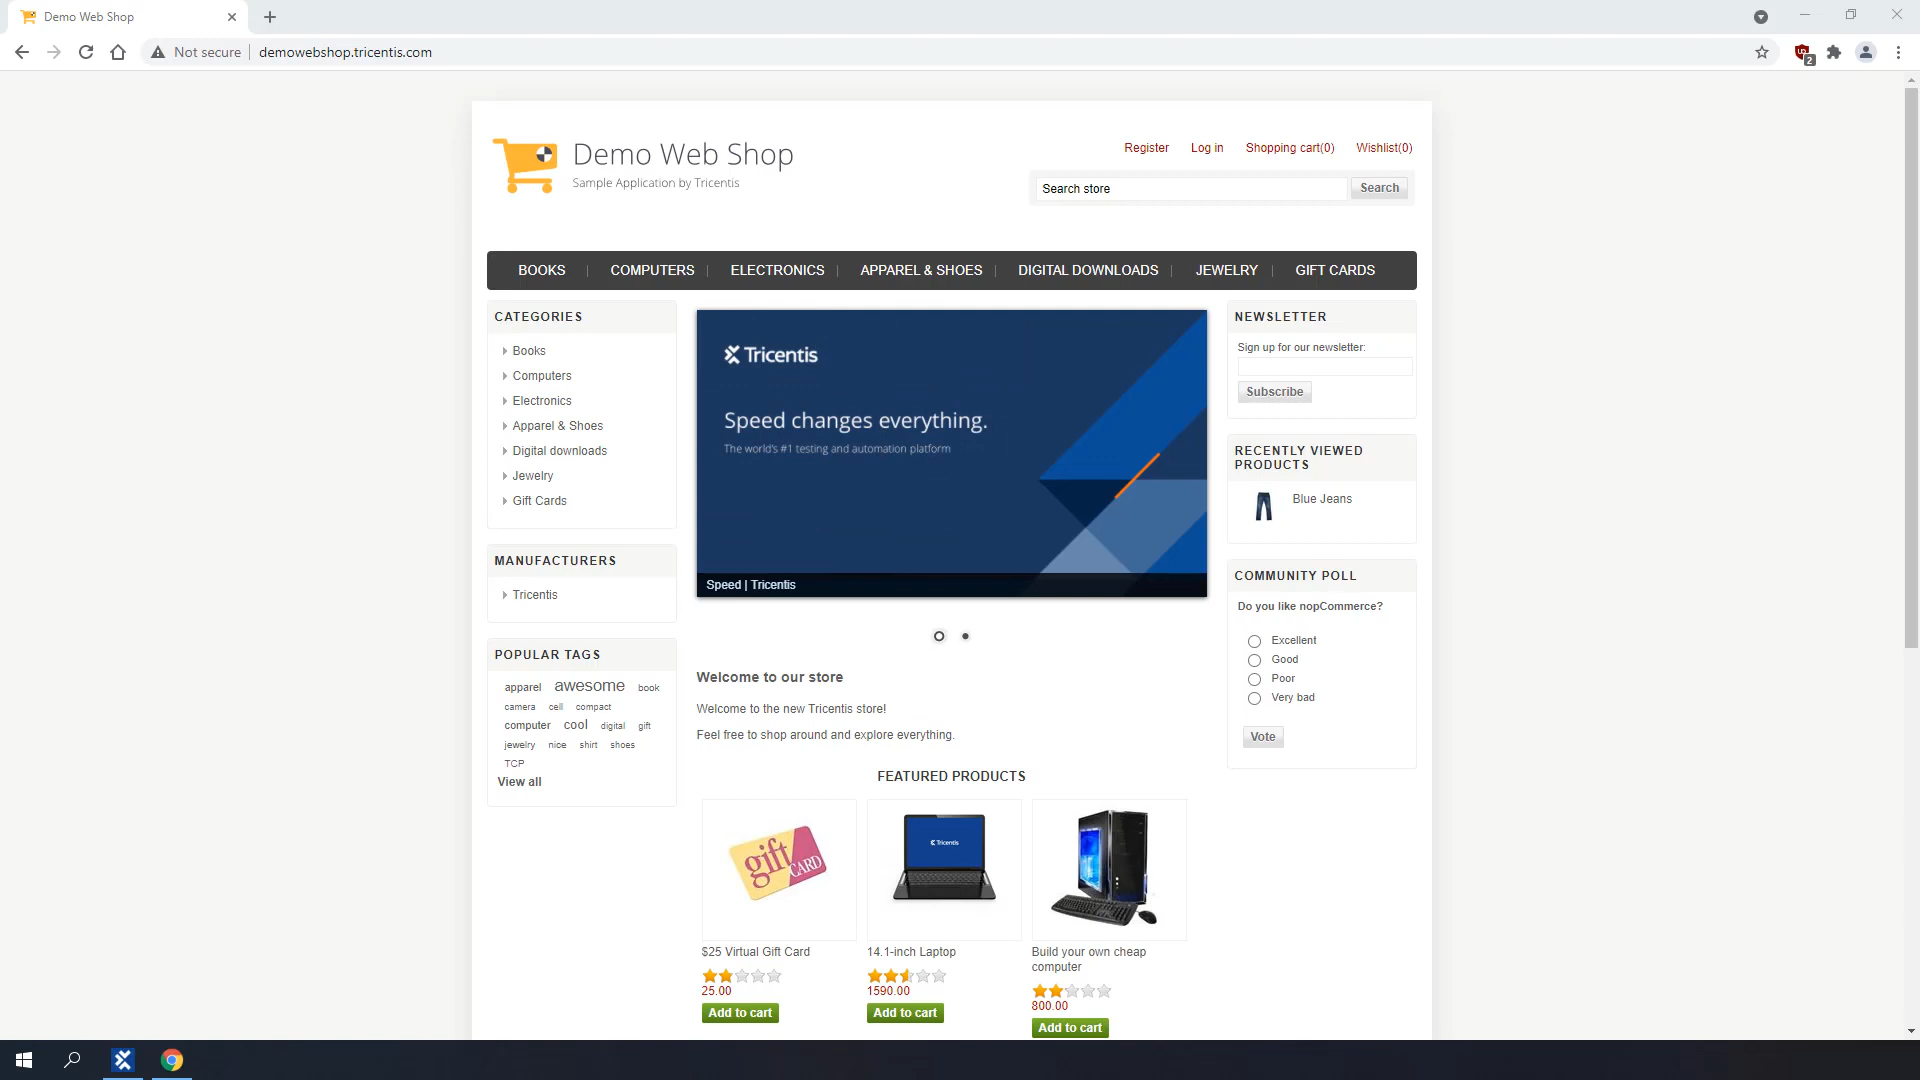 Demo Web Shop
Not secure
demowebshop.tricentis.com
2
Demo Web Shop
Sample Application by Tricentis
Register Log in Shopping cart(0) Wishlist(0)
Search store Search
BOOKS COMPUTERS ELECTRONICS APPAREL & SHOES DIGITAL DOWNLOADS JEWELRY GIFT CARDS
CATEGORIES
Books
Computers
Electronics
Apparel & Shoes
Digital downloads
Jewelry
Gift Cards
MANUFACTURERS
Tricentis
POPULAR TAGS
apparel awesome book
camera cell compact
computer cool digital gift
jewelry nice shirt shoes
TCP
View all
Tricentis
Speed changes everything.
The world's #1 testing and automation platform
Speed | Tricentis
Welcome to our store
Welcome to the new Tricentis store!
Feel free to shop around and explore everything.
FEATURED PRODUCTS
gift CARD
$25 Virtual Gift Card
25.00
Add to cart
Tricentis
14.1-inch Laptop
1590.00
Add to cart
Build your own cheap
computer
800.00
Add to cart
NEWSLETTER
Sign up for our newsletter:
Subscribe
RECENTLY VIEWED
PRODUCTS
Blue Jeans
COMMUNITY POLL
Do you like nopCommerce?
Excellent
Good
Poor
Very bad
Vote